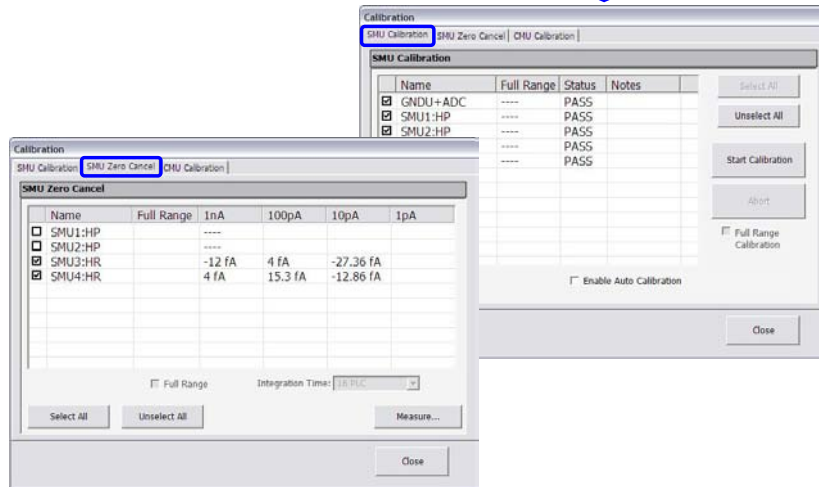 Calibration
SMU Calibration SMU Zero Cancel CMU Calibration
SMU Calibration
Name Full Range Status Notes
GNDU+ADC ---- PASS
SMU1:HP ---- PASS
SMU2:HP ---- PASS
---- PASS
---- PASS
Select All
Unselect All
Start Calibration
Abort
Full Range
Calibration
Enable Auto Calibration
Close
Calibration
SMU Calibration SMU Zero Cancel CMU Calibration
SMU Zero Cancel
Name Full Range 1nA 100pA 10pA 1pA
SMU1:HP ----
SMU2:HP ----
SMU3:HR -12 fA 4 fA -27.36 fA
SMU4:HR 4 fA 15.3 fA -12.86 fA
Full Range Integration Time: 16 PLC
Select All Unselect All Measure...
Close